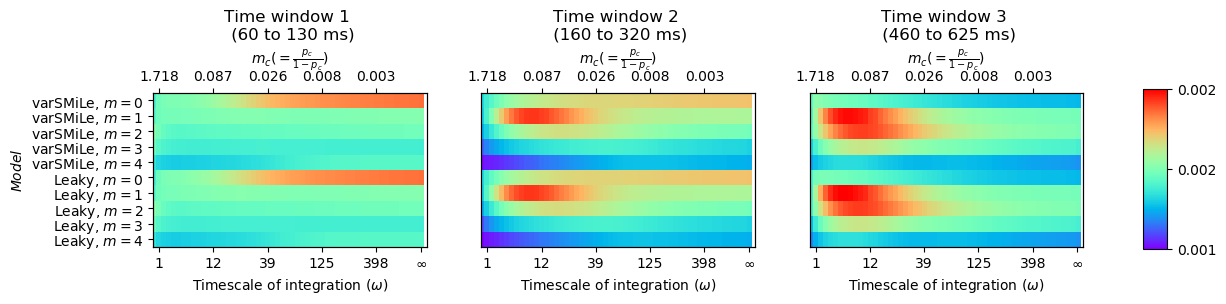 Time window 1
(60 to 130 ms)
m_c(= p_c/(1−p_c))
1.718 0.087 0.026 0.008 0.003
Time window 2
(160 to 320 ms)
m_c(= p_c/(1−p_c))
1.718 0.087 0.026 0.008 0.003
Time window 3
(460 to 625 ms)
m_c(= p_c/(1−p_c))
1.718 0.087 0.026 0.008 0.003
Model
varSMiLe, m = 0
varSMiLe, m = 1
varSMiLe, m = 2
varSMiLe, m = 3
varSMiLe, m = 4
Leaky, m = 0
Leaky, m = 1
Leaky, m = 2
Leaky, m = 3
Leaky, m = 4
1 12 39 125 398 ∞
Timescale of integration (ω)
1 12 39 125 398 ∞
Timescale of integration (ω)
1 12 39 125 398 ∞
Timescale of integration (ω)
0.002
0.002
0.001